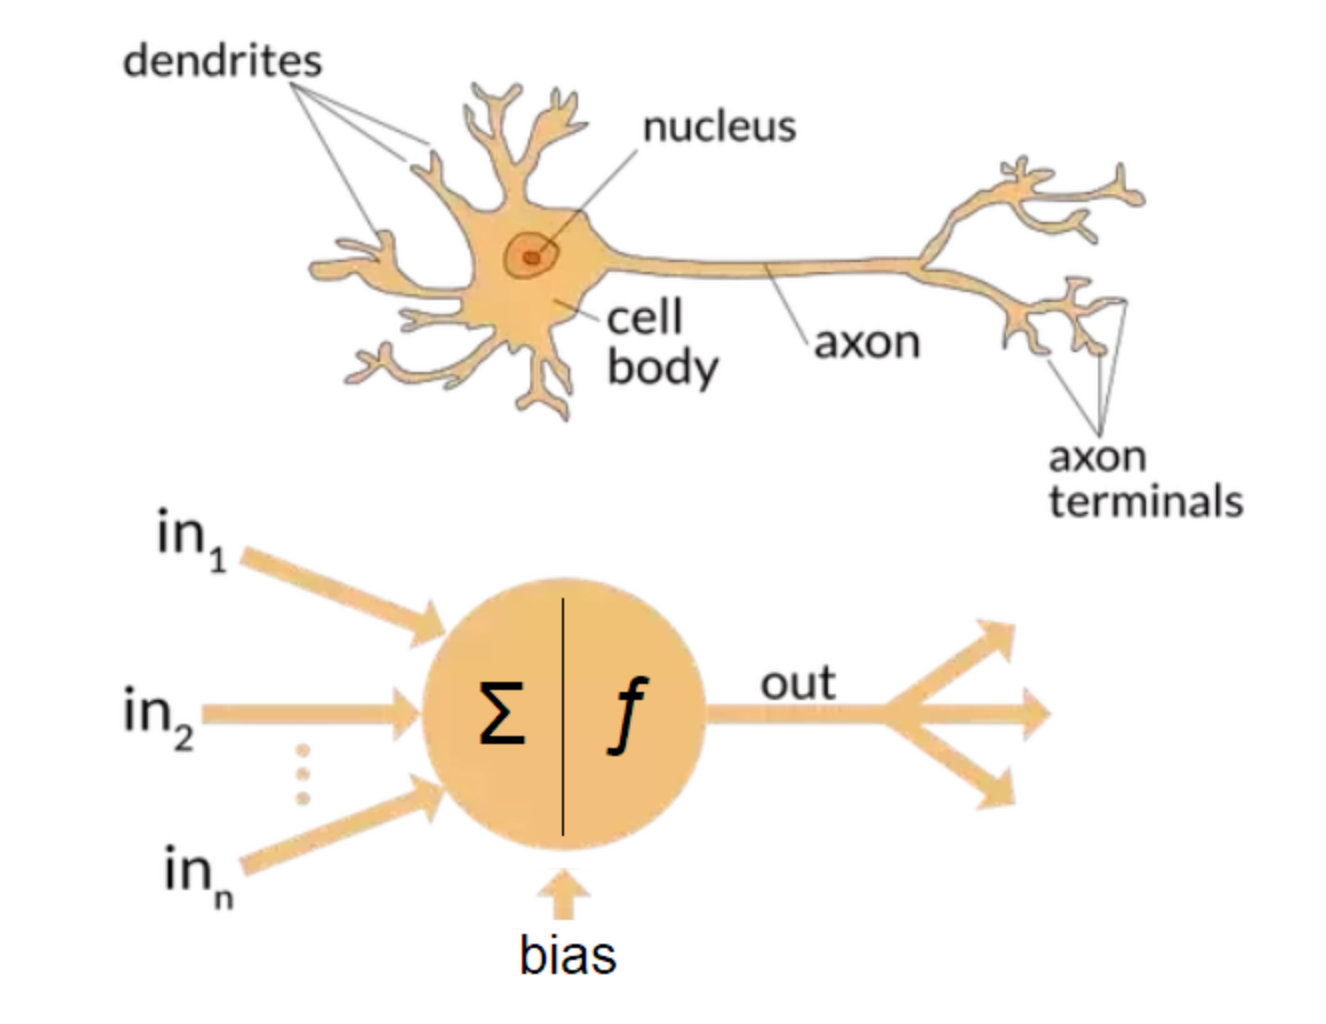 dendrites
nucleus
cell
body
axon
axon
terminals
in₁
in₂
inₙ
Σ
ƒ
out
bias